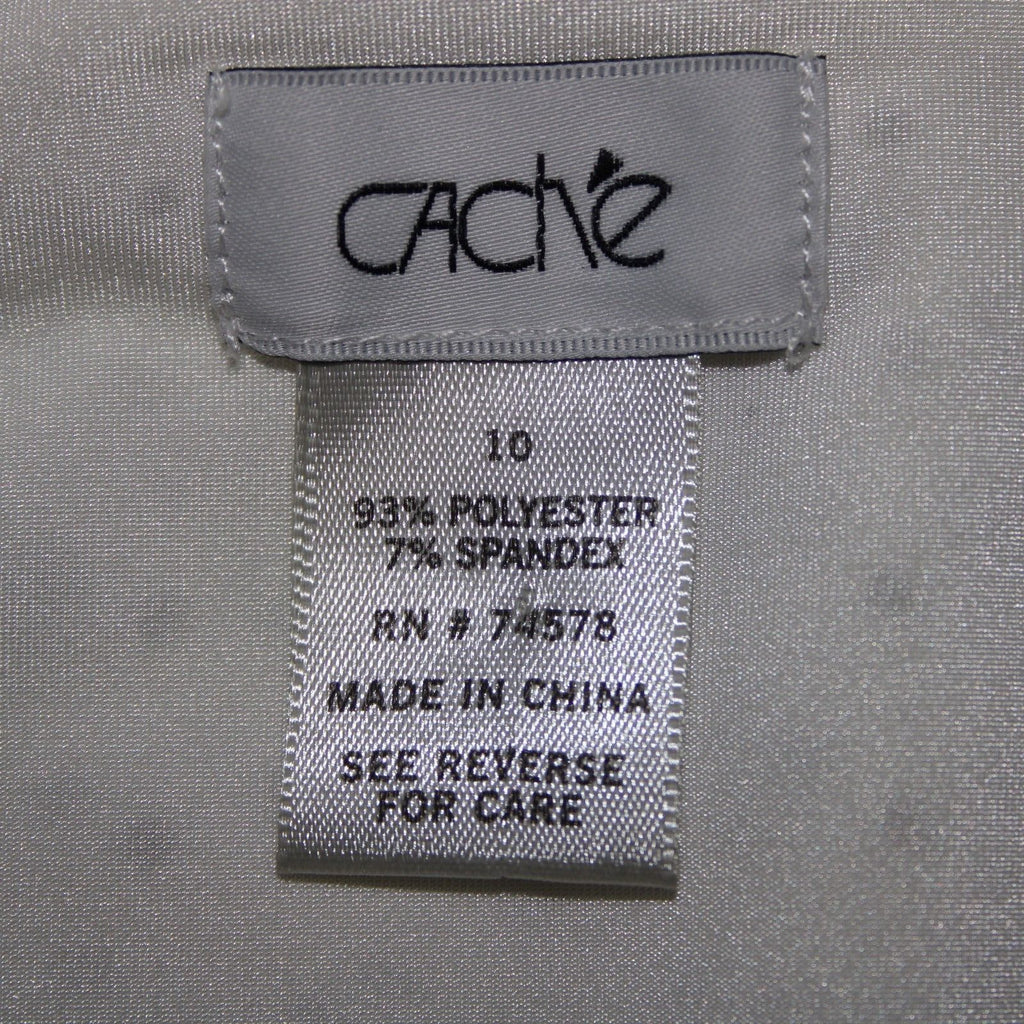 CAChé
10
93% POLYESTER
7% SPANDEX
RN # 74578
MADE IN CHINA
SEE REVERSE
FOR CARE